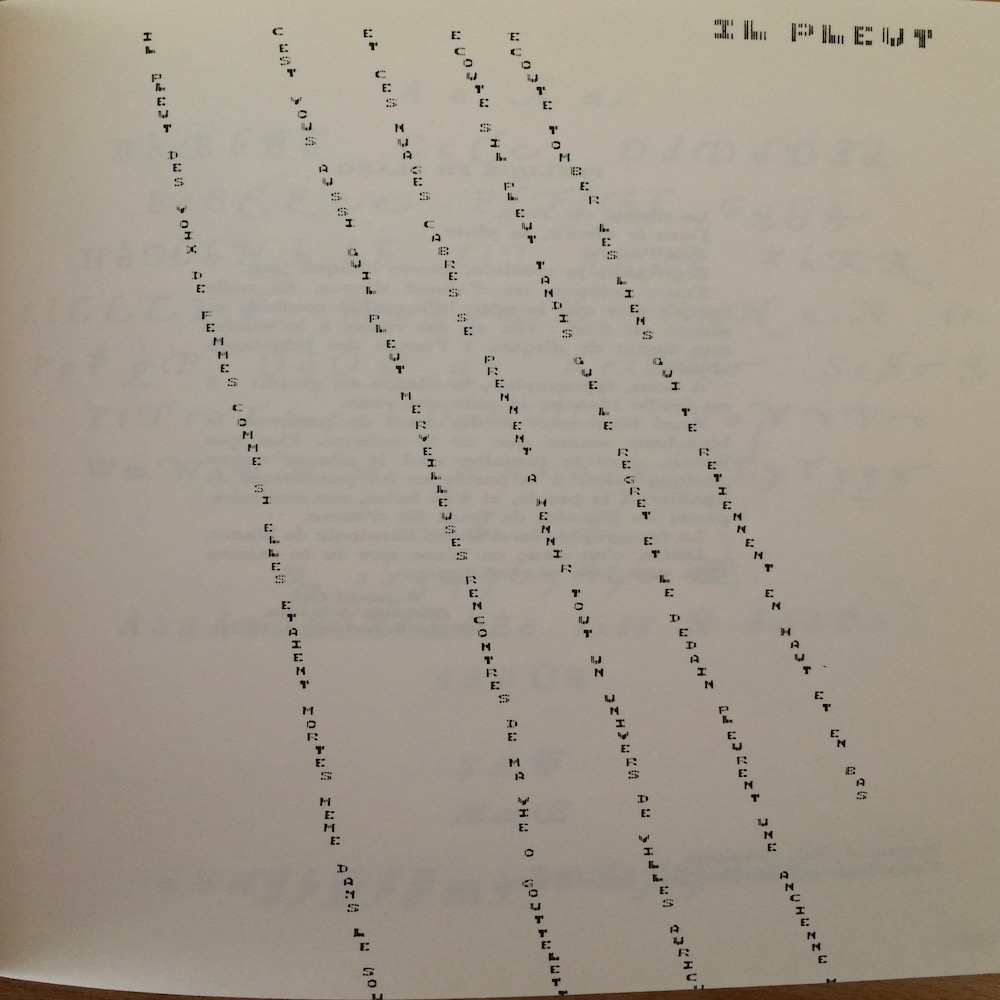 IL PLEUT
IL PLEUT DES VOIX DE FEMMES COMME SI ELLES ETAIENT MORTES MEME DANS LE SOU
CEST VOUS AUSSI QUIL PLEUT MERVEILLEUSES RENCONTRES DE MA VIE O GOUTTELET
ET CES NUAGES CABRES SE PRENNENT A HENNIR TOUT UN UNIVERS DE VILLES AURIC
ECOUTE SIL PLEUT TANDIS QUE LE REGRET ET LE DEDAIN PLEURENT UNE ANCIENNE
ECOUTE TOMBER LES LIENS QUI TE RETIENNENT EN HAUT ET EN BAS